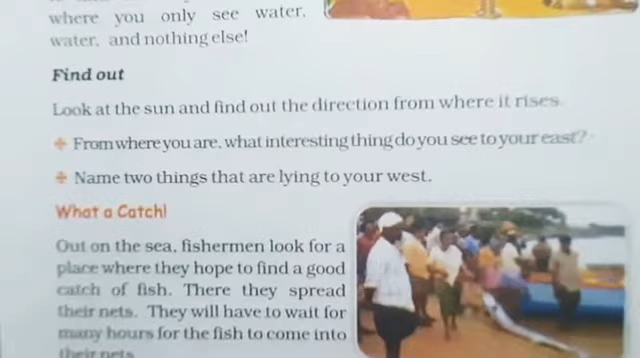 where you only see water,
water, and nothing else!
Find out
Look at the sun and find out the direction from where it rises.
From where you are, what interesting thing do you see to your east?
Name two things that are lying to your west.
What a Catch!
Out on the sea, fishermen look for a
place where they hope to find a good
catch of fish. There they spread
their nets. They will have to wait for
many hours for the fish to come into
their nets